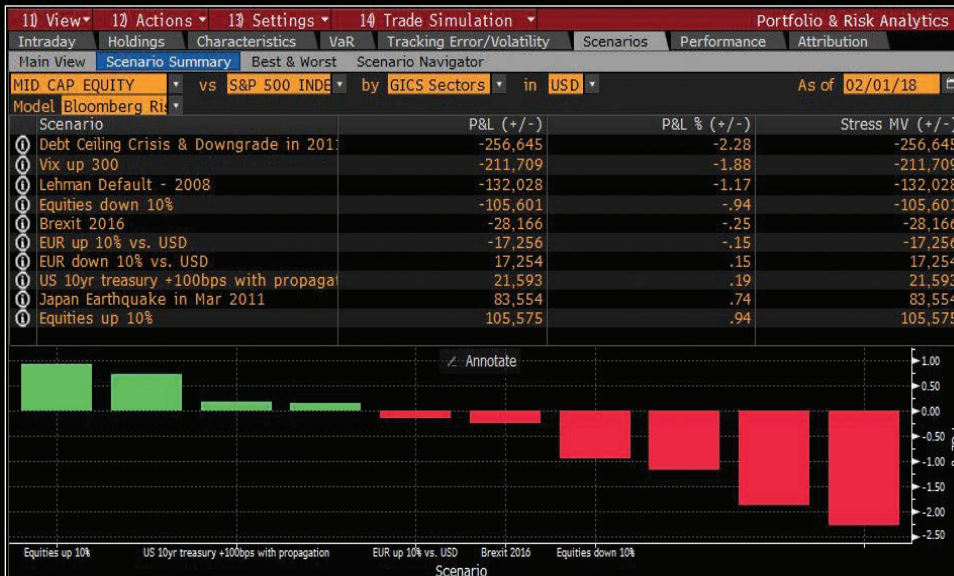 11) View 12) Actions 13) Settings 14) Trade Simulation Portfolio & Risk Analytics
Intraday Holdings Characteristics VaR Tracking Error/Volatility Scenarios Performance Attribution
Main View Scenario Summary Best & Worst Scenario Navigator
MID CAP EQUITY vs S&P 500 INDE by GICS Sectors in USD As of 02/01/18
Model Bloomberg Ris
Scenario P&L (+/-) P&L % (+/-) Stress MV (+/-)
Debt Ceiling Crisis & Downgrade in 2011 -256,645 -2.28 -256,645
Vix up 300 -211,709 -1.88 -211,709
Lehman Default - 2008 -132,028 -1.17 -132,028
Equities down 10% -105,601 -.94 -105,601
Brexit 2016 -28,166 -.25 -28,166
EUR up 10% vs. USD -17,256 -.15 -17,256
EUR down 10% vs. USD 17,254 .15 17,254
US 10yr treasury +100bps with propagat 21,593 .19 21,593
Japan Earthquake in Mar 2011 83,554 .74 83,554
Equities up 10% 105,575 .94 105,575
Annotate
1.00
0.50
0.00
-0.50
-1.00
-1.50
-2.00
-2.50
Equities up 10% US 10yr treasury +100bps with propagation EUR up 10% vs. USD Brexit 2016 Equities down 10%
Scenario